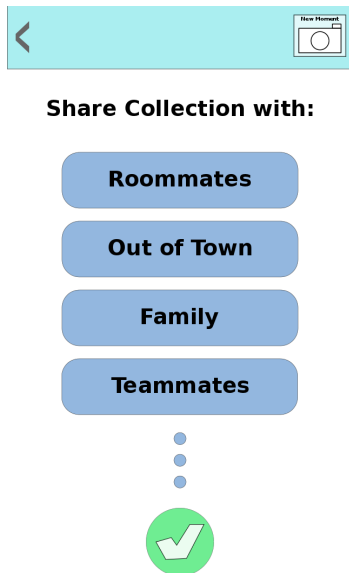 New Moment
Share Collection with:
Roommates
Out of Town
Family
Teammates